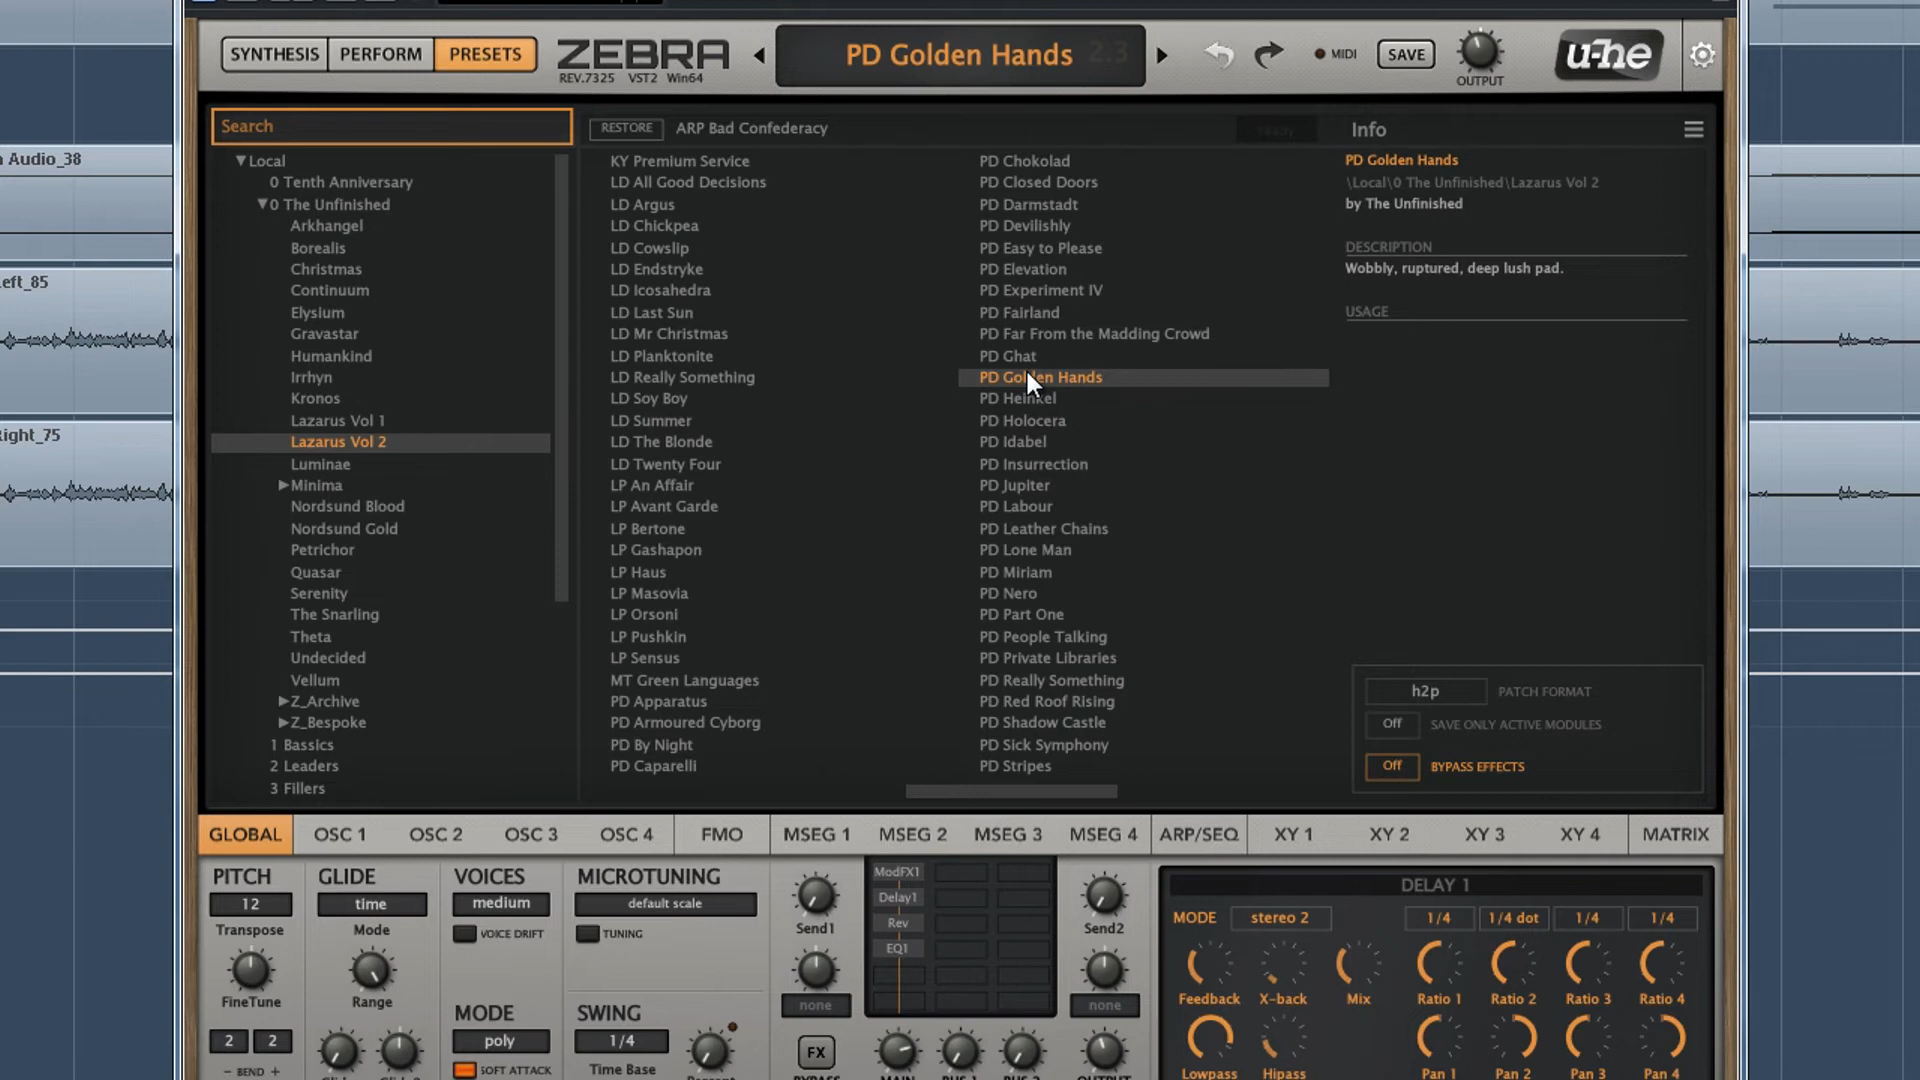 SYNTHESIS PERFORM PRESETS ZEBRA PD Golden Hands 2.3 MIDI SAVE OUTPUT u-he
REV.7325 VST2 Win64
Search RESTORE ARP Bad Confederacy Info
Local
0 Tenth Anniversary
0 The Unfinished
Arkhangel
Borealis
Christmas
Continuum
Elysium
Gravastar
Humankind
Irrhyn
Kronos
Lazarus Vol 1
Lazarus Vol 2
Luminae
Minima
Nordsund Blood
Nordsund Gold
Petrichor
Quasar
Serenity
The Snarling
Theta
Undecided
Vellum
Z_Archive
Z_Bespoke
1 Bassics
2 Leaders
3 Fillers
KY Premium Service
LD All Good Decisions
LD Argus
LD Chickpea
LD Cowslip
LD Endstryke
LD Icosahedra
LD Last Sun
LD Mr Christmas
LD Planktonite
LD Really Something
LD Soy Boy
LD Summer
LD The Blonde
LD Twenty Four
LP An Affair
LP Avant Garde
LP Bertone
LP Gashapon
LP Haus
LP Masovia
LP Orsoni
LP Pushkin
LP Sensus
MT Green Languages
PD Apparatus
PD Armoured Cyborg
PD By Night
PD Caparelli
PD Chokolad
PD Closed Doors
PD Darmstadt
PD Devilishly
PD Easy to Please
PD Elevation
PD Experiment IV
PD Fairland
PD Far From the Madding Crowd
PD Ghat
PD Golden Hands
PD Heinkel
PD Holocera
PD Idabel
PD Insurrection
PD Jupiter
PD Labour
PD Leather Chains
PD Lone Man
PD Miriam
PD Nero
PD Part One
PD People Talking
PD Private Libraries
PD Really Something
PD Red Roof Rising
PD Shadow Castle
PD Sick Symphony
PD Stripes
PD Golden Hands
\Local\0 The Unfinished\Lazarus Vol 2
by The Unfinished
DESCRIPTION
Wobbly, ruptured, deep lush pad.
USAGE
h2p PATCH FORMAT
Off SAVE ONLY ACTIVE MODULES
Off BYPASS EFFECTS
Audio_38
eft_85
ight_75
GLOBAL OSC 1 OSC 2 OSC 3 OSC 4 FMO MSEG 1 MSEG 2 MSEG 3 MSEG 4 ARP/SEQ XY 1 XY 2 XY 3 XY 4 MATRIX
PITCH
12
Transpose
FineTune
2 2
- BEND +
GLIDE
time
Mode
Range
VOICES
medium
VOICE DRIFT
MODE
poly
SOFT ATTACK
MICROTUNING
default scale
TUNING
SWING
1/4
Time Base
Send1
none
FX
BYPASS
ModFX1
Delay1
Rev
EQ1
MAIN BUS 1 BUS 2
Send2
none
OUTPUT
DELAY 1
MODE stereo 2 1/4 1/4 dot 1/4 1/4
Feedback X-back Mix Ratio 1 Ratio 2 Ratio 3 Ratio 4
Lowpass Hipass Pan 1 Pan 2 Pan 3 Pan 4